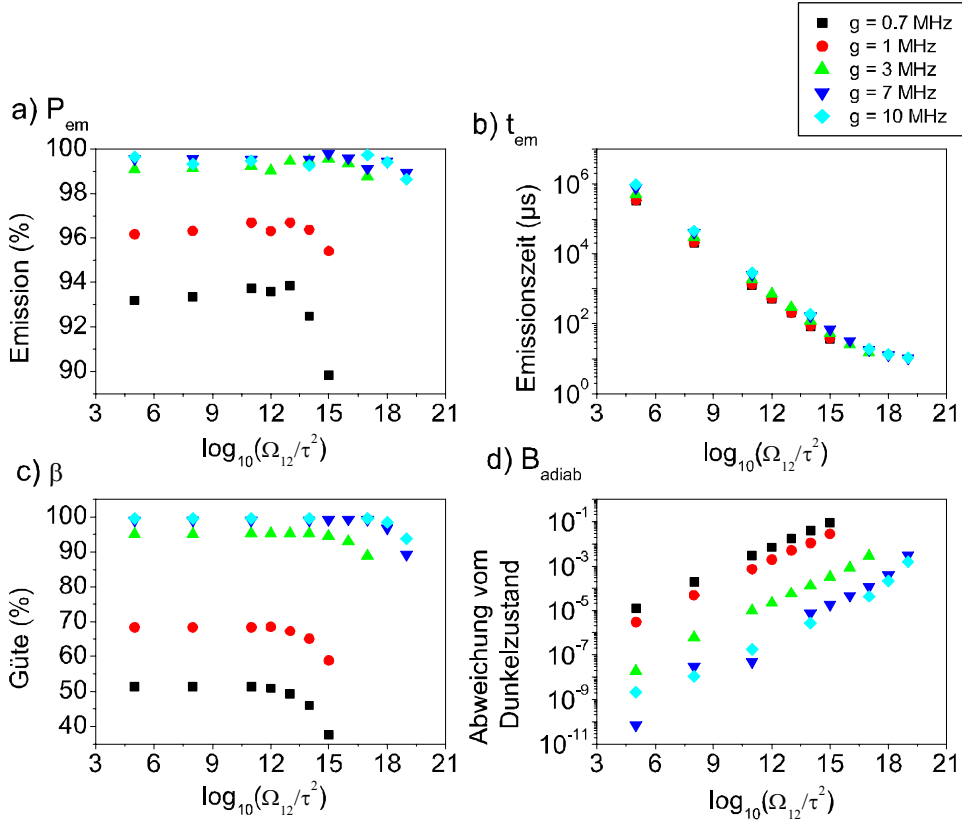 g = 0.7 MHz
g = 1 MHz
g = 3 MHz
g = 7 MHz
g = 10 MHz
a) P_em
100
98
96
94
92
90
Emission (%)
3 6 9 12 15 18 21
log₁₀(Ω₁₂/τ²)
b) t_em
10⁶
10⁴
10²
10⁰
Emissionszeit (µs)
3 6 9 12 15 18 21
log₁₀(Ω₁₂/τ²)
c) β
100
90
80
70
60
50
40
Güte (%)
3 6 9 12 15 18 21
log₁₀(Ω₁₂/τ²)
d) B_adiab
10⁻¹
10⁻³
10⁻⁵
10⁻⁷
10⁻⁹
10⁻¹¹
Abweichung vom
Dunkelzustand
3 6 9 12 15 18 21
log₁₀(Ω₁₂/τ²)